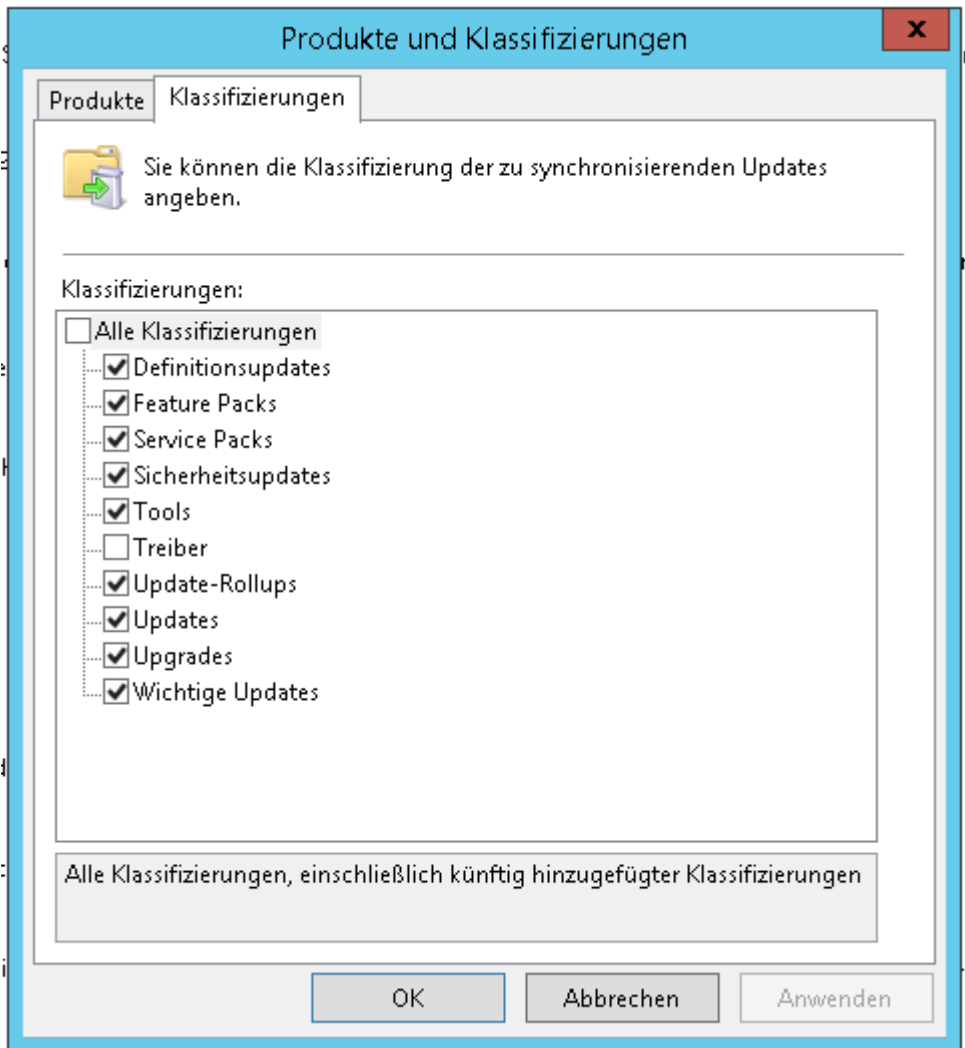 Produkte und Klassifizierungen
x
Produkte
Klassifizierungen
Sie können die Klassifizierung der zu synchronisierenden Updates
angeben.
Klassifizierungen:
Alle Klassifizierungen
Definitionsupdates
Feature Packs
Service Packs
Sicherheitsupdates
Tools
Treiber
Update-Rollups
Updates
Upgrades
Wichtige Updates
Alle Klassifizierungen, einschließlich künftig hinzugefügter Klassifizierungen
OK
Abbrechen
Anwenden